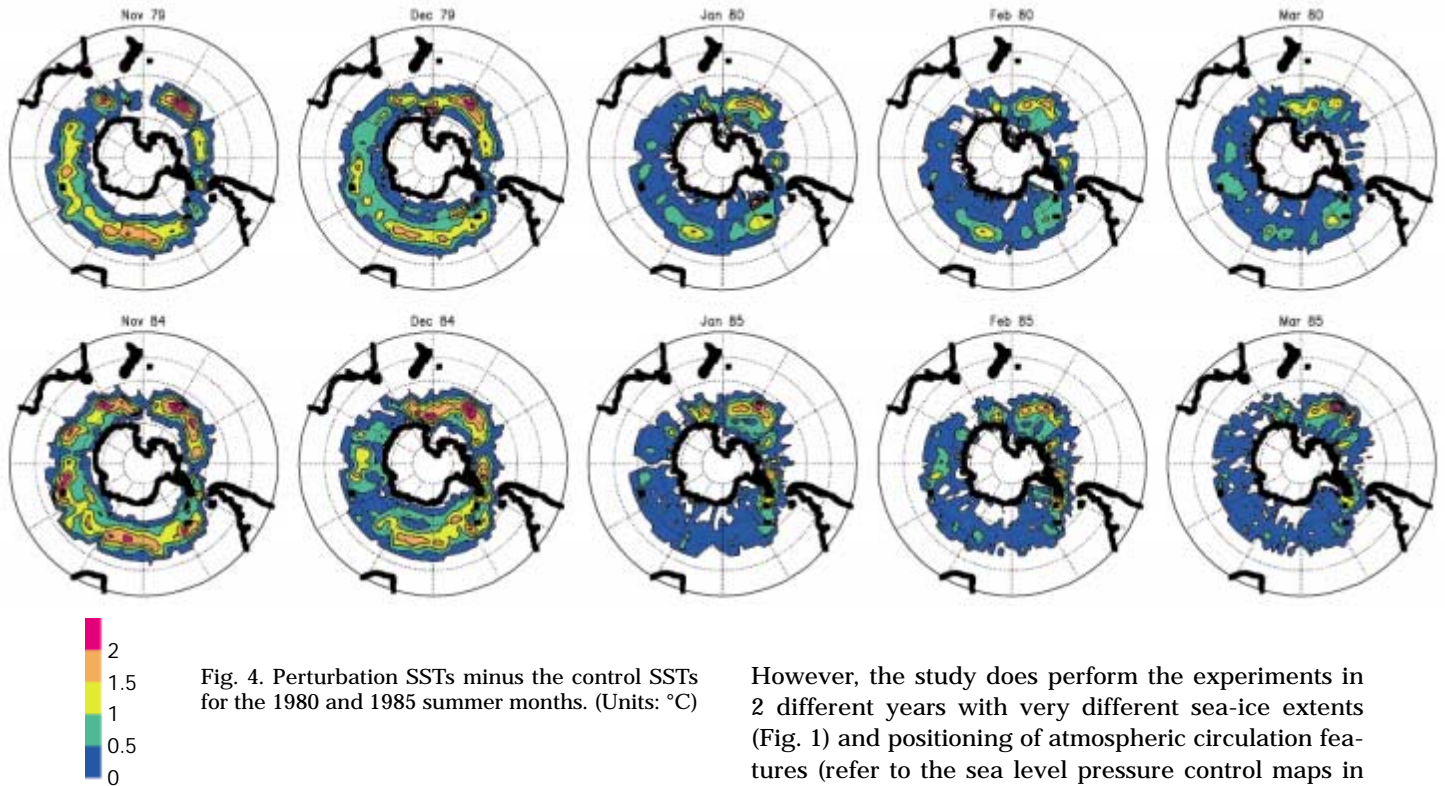 Nov 79
Dec 79
Jan 80
Feb 80
Mar 80
Nov 84
Dec 84
Jan 85
Feb 85
Mar 85
2
1.5
1
0.5
0
Fig. 4. Perturbation SSTs minus the control SSTs
for the 1980 and 1985 summer months. (Units: °C)
However, the study does perform the experiments in
2 different years with very different sea-ice extents
(Fig. 1) and positioning of atmospheric circulation fea-
tures (refer to the sea level pressure control maps in